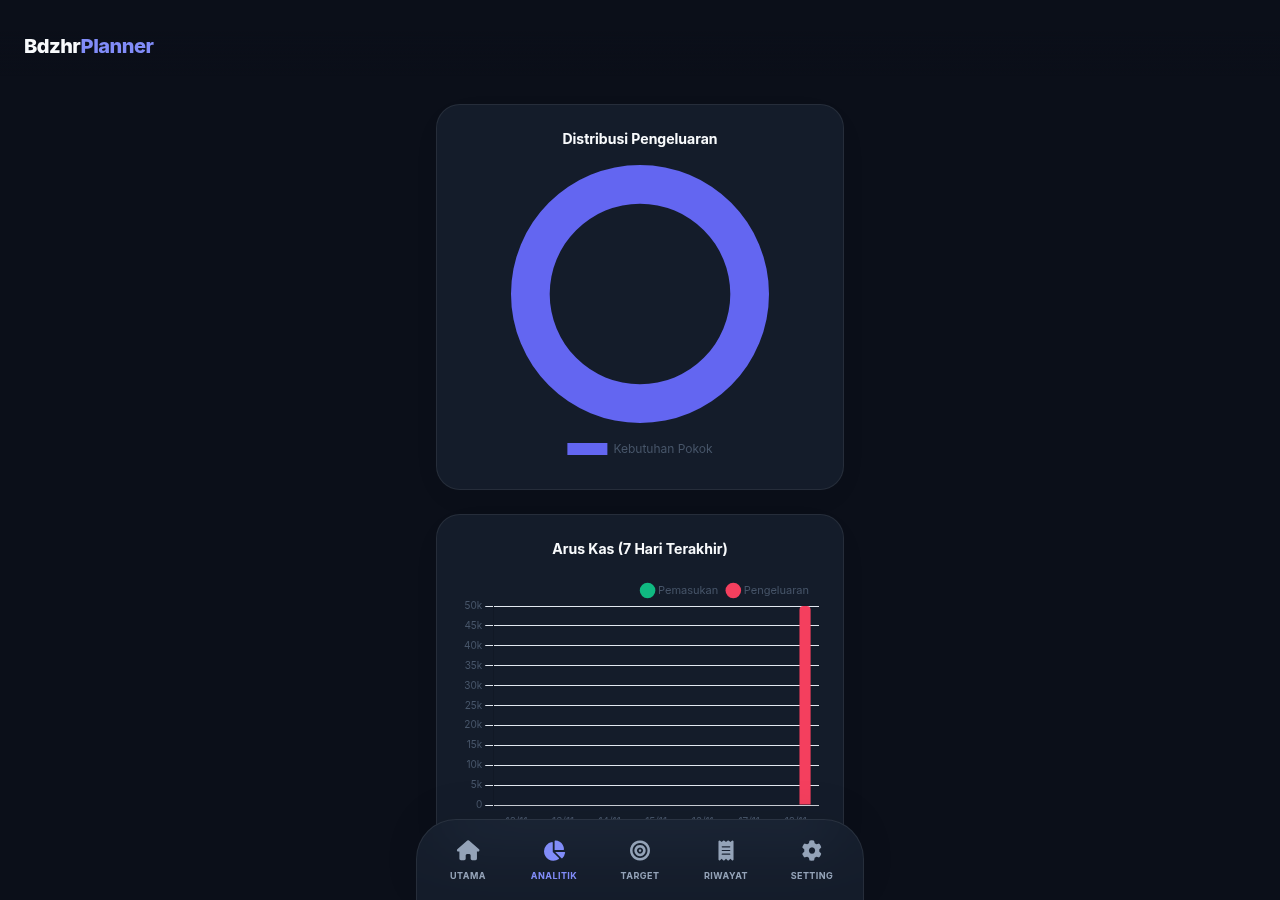 BdzhrPlanner
Distribusi Pengeluaran
Kebutuhan Pokok
Arus Kas (7 Hari Terakhir)
Pemasukan Pengeluaran
50k
45k
40k
35k
30k
25k
20k
15k
10k
5k
0
UTAMA ANALITIK TARGET RIWAYAT SETTING